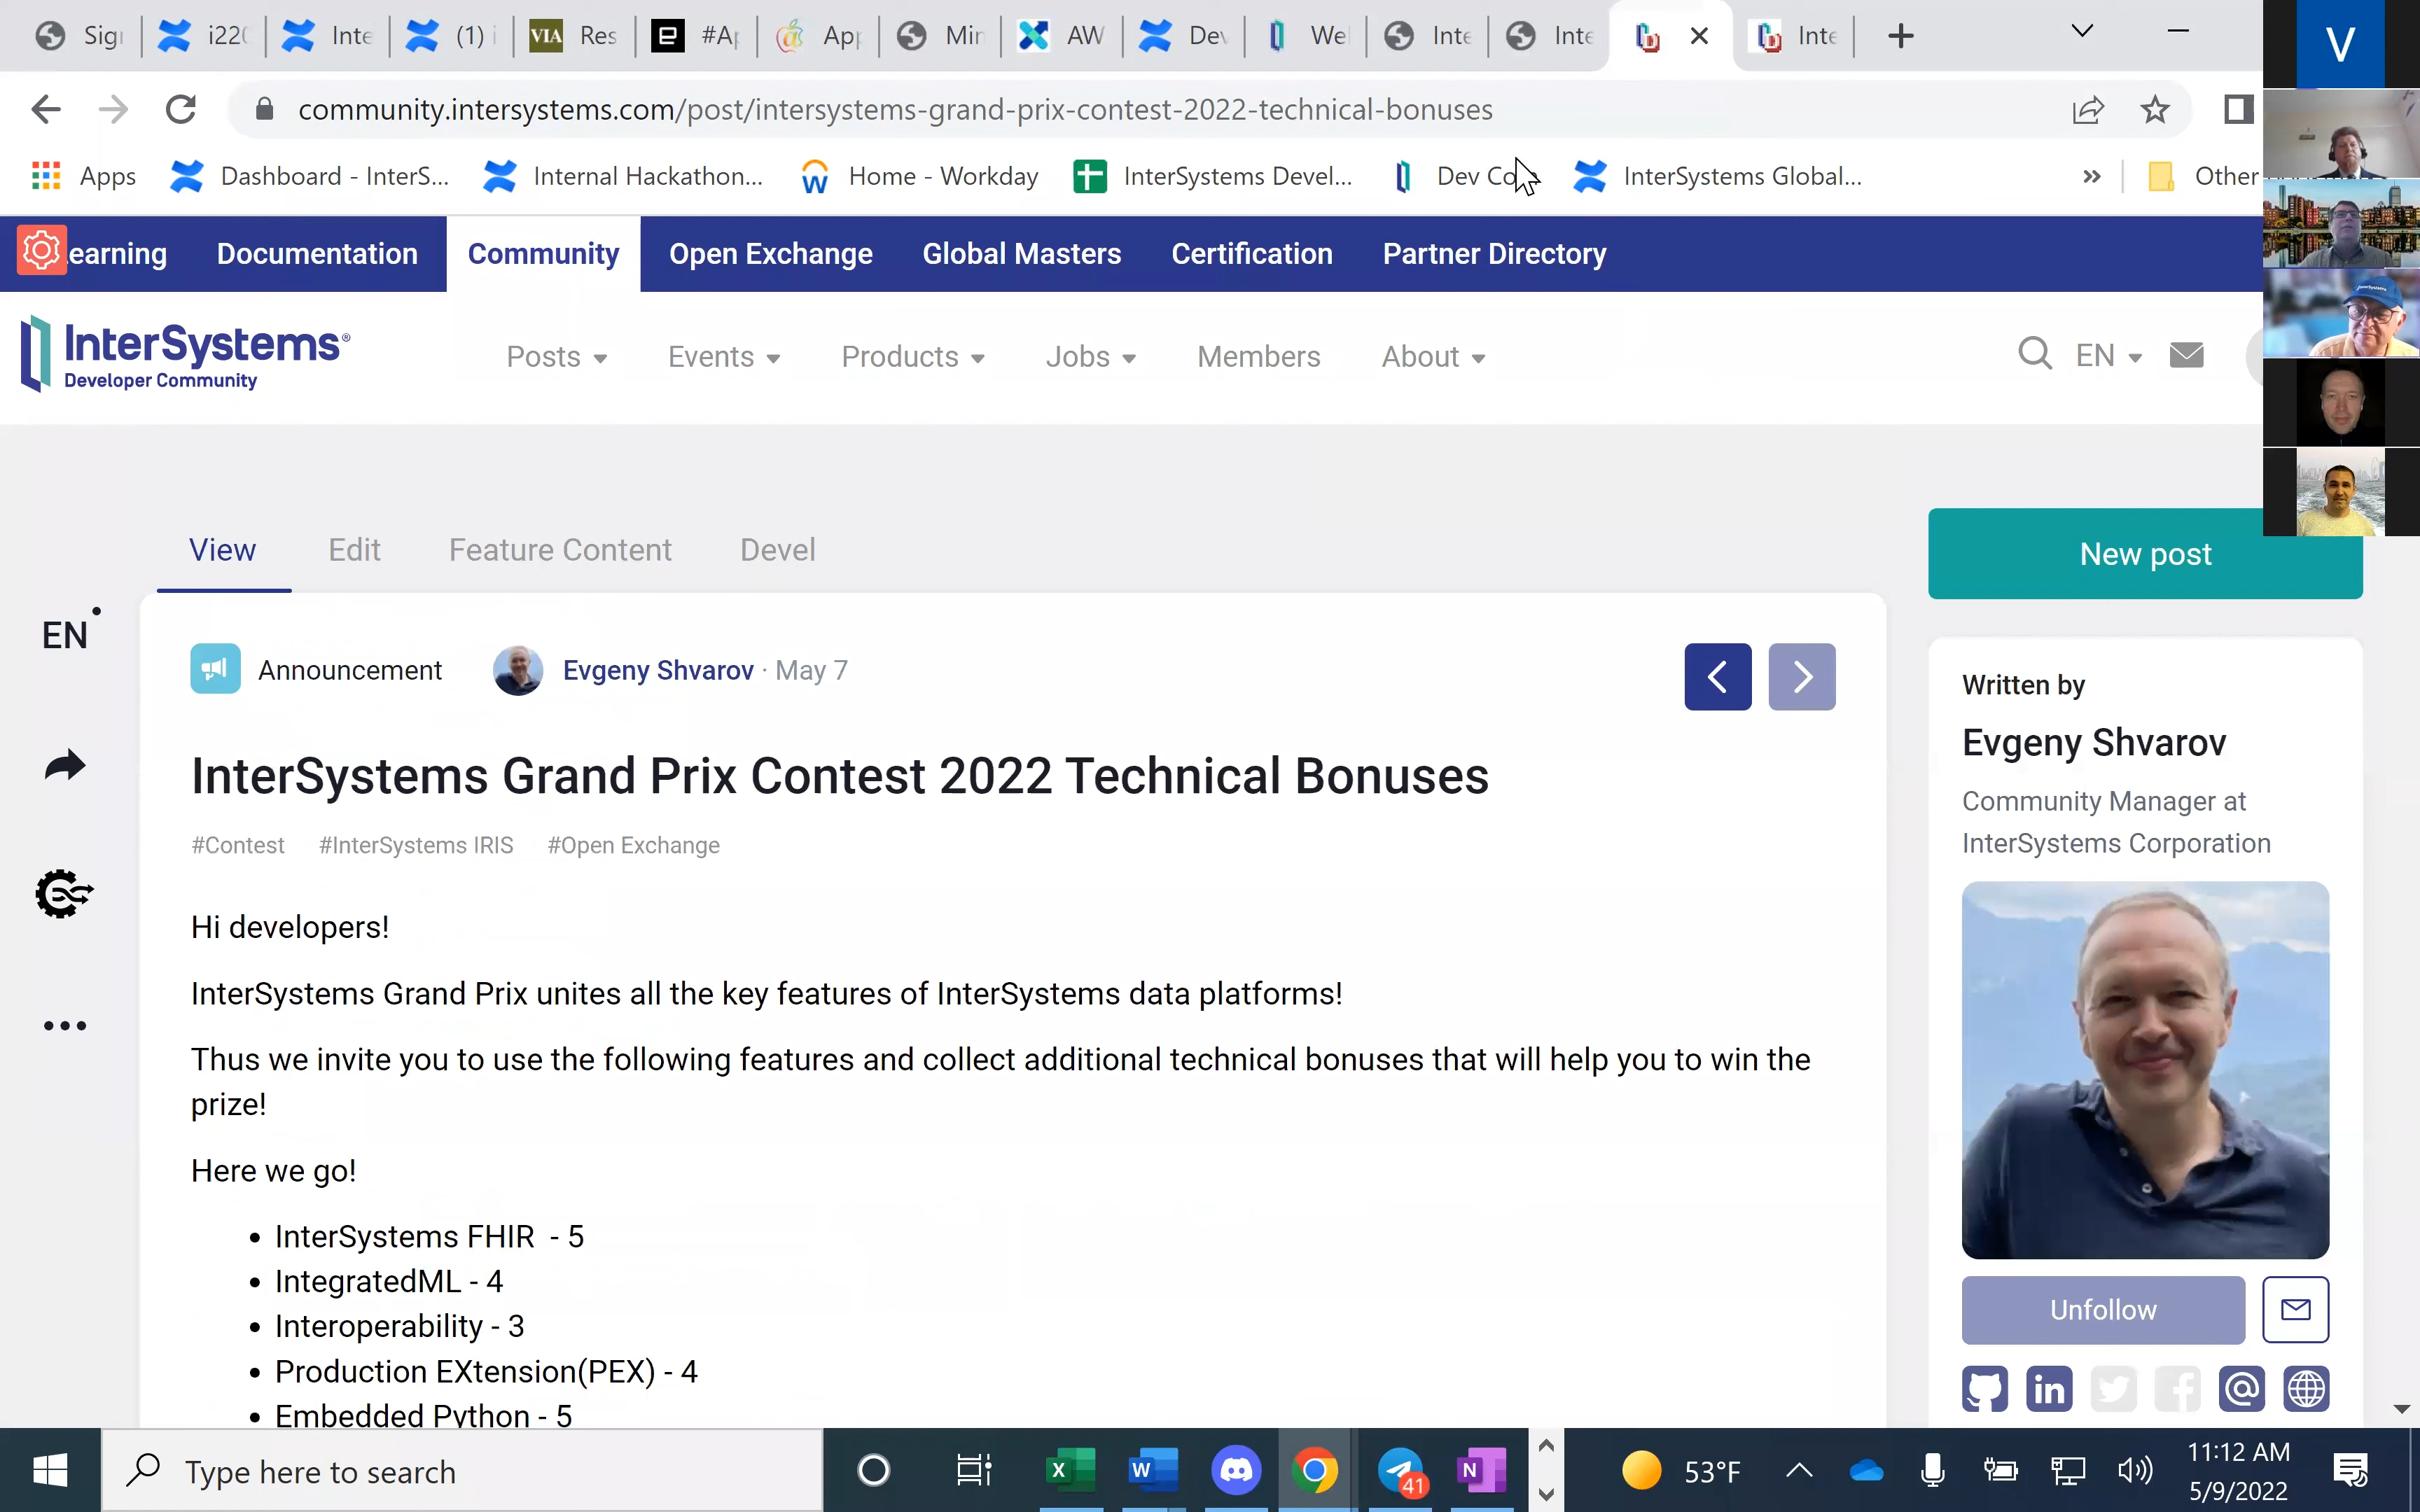 Sign i220 Inte (1) i VIA Res #Ap App Min AW Dev We Inte Inte Inte
community.intersystems.com/post/intersystems-grand-prix-contest-2022-technical-bonuses
Apps Dashboard - InterS... Internal Hackathon... Home - Workday InterSystems Devel... Dev Co InterSystems Global... » Other
earning Documentation Community Open Exchange Global Masters Certification Partner Directory
InterSystems®
Developer Community
Posts Events Products Jobs Members About EN
View Edit Feature Content Devel
New post
EN
Announcement Evgeny Shvarov · May 7
InterSystems Grand Prix Contest 2022 Technical Bonuses
#Contest #InterSystems IRIS #Open Exchange
Hi developers!
InterSystems Grand Prix unites all the key features of InterSystems data platforms!
Thus we invite you to use the following features and collect additional technical bonuses that will help you to win the
prize!
Here we go!
• InterSystems FHIR - 5
• IntegratedML - 4
• Interoperability - 3
• Production EXtension(PEX) - 4
• Embedded Python - 5
Written by
Evgeny Shvarov
Community Manager at
InterSystems Corporation
Unfollow
V
Type here to search
41
53°F
11:12 AM
5/9/2022